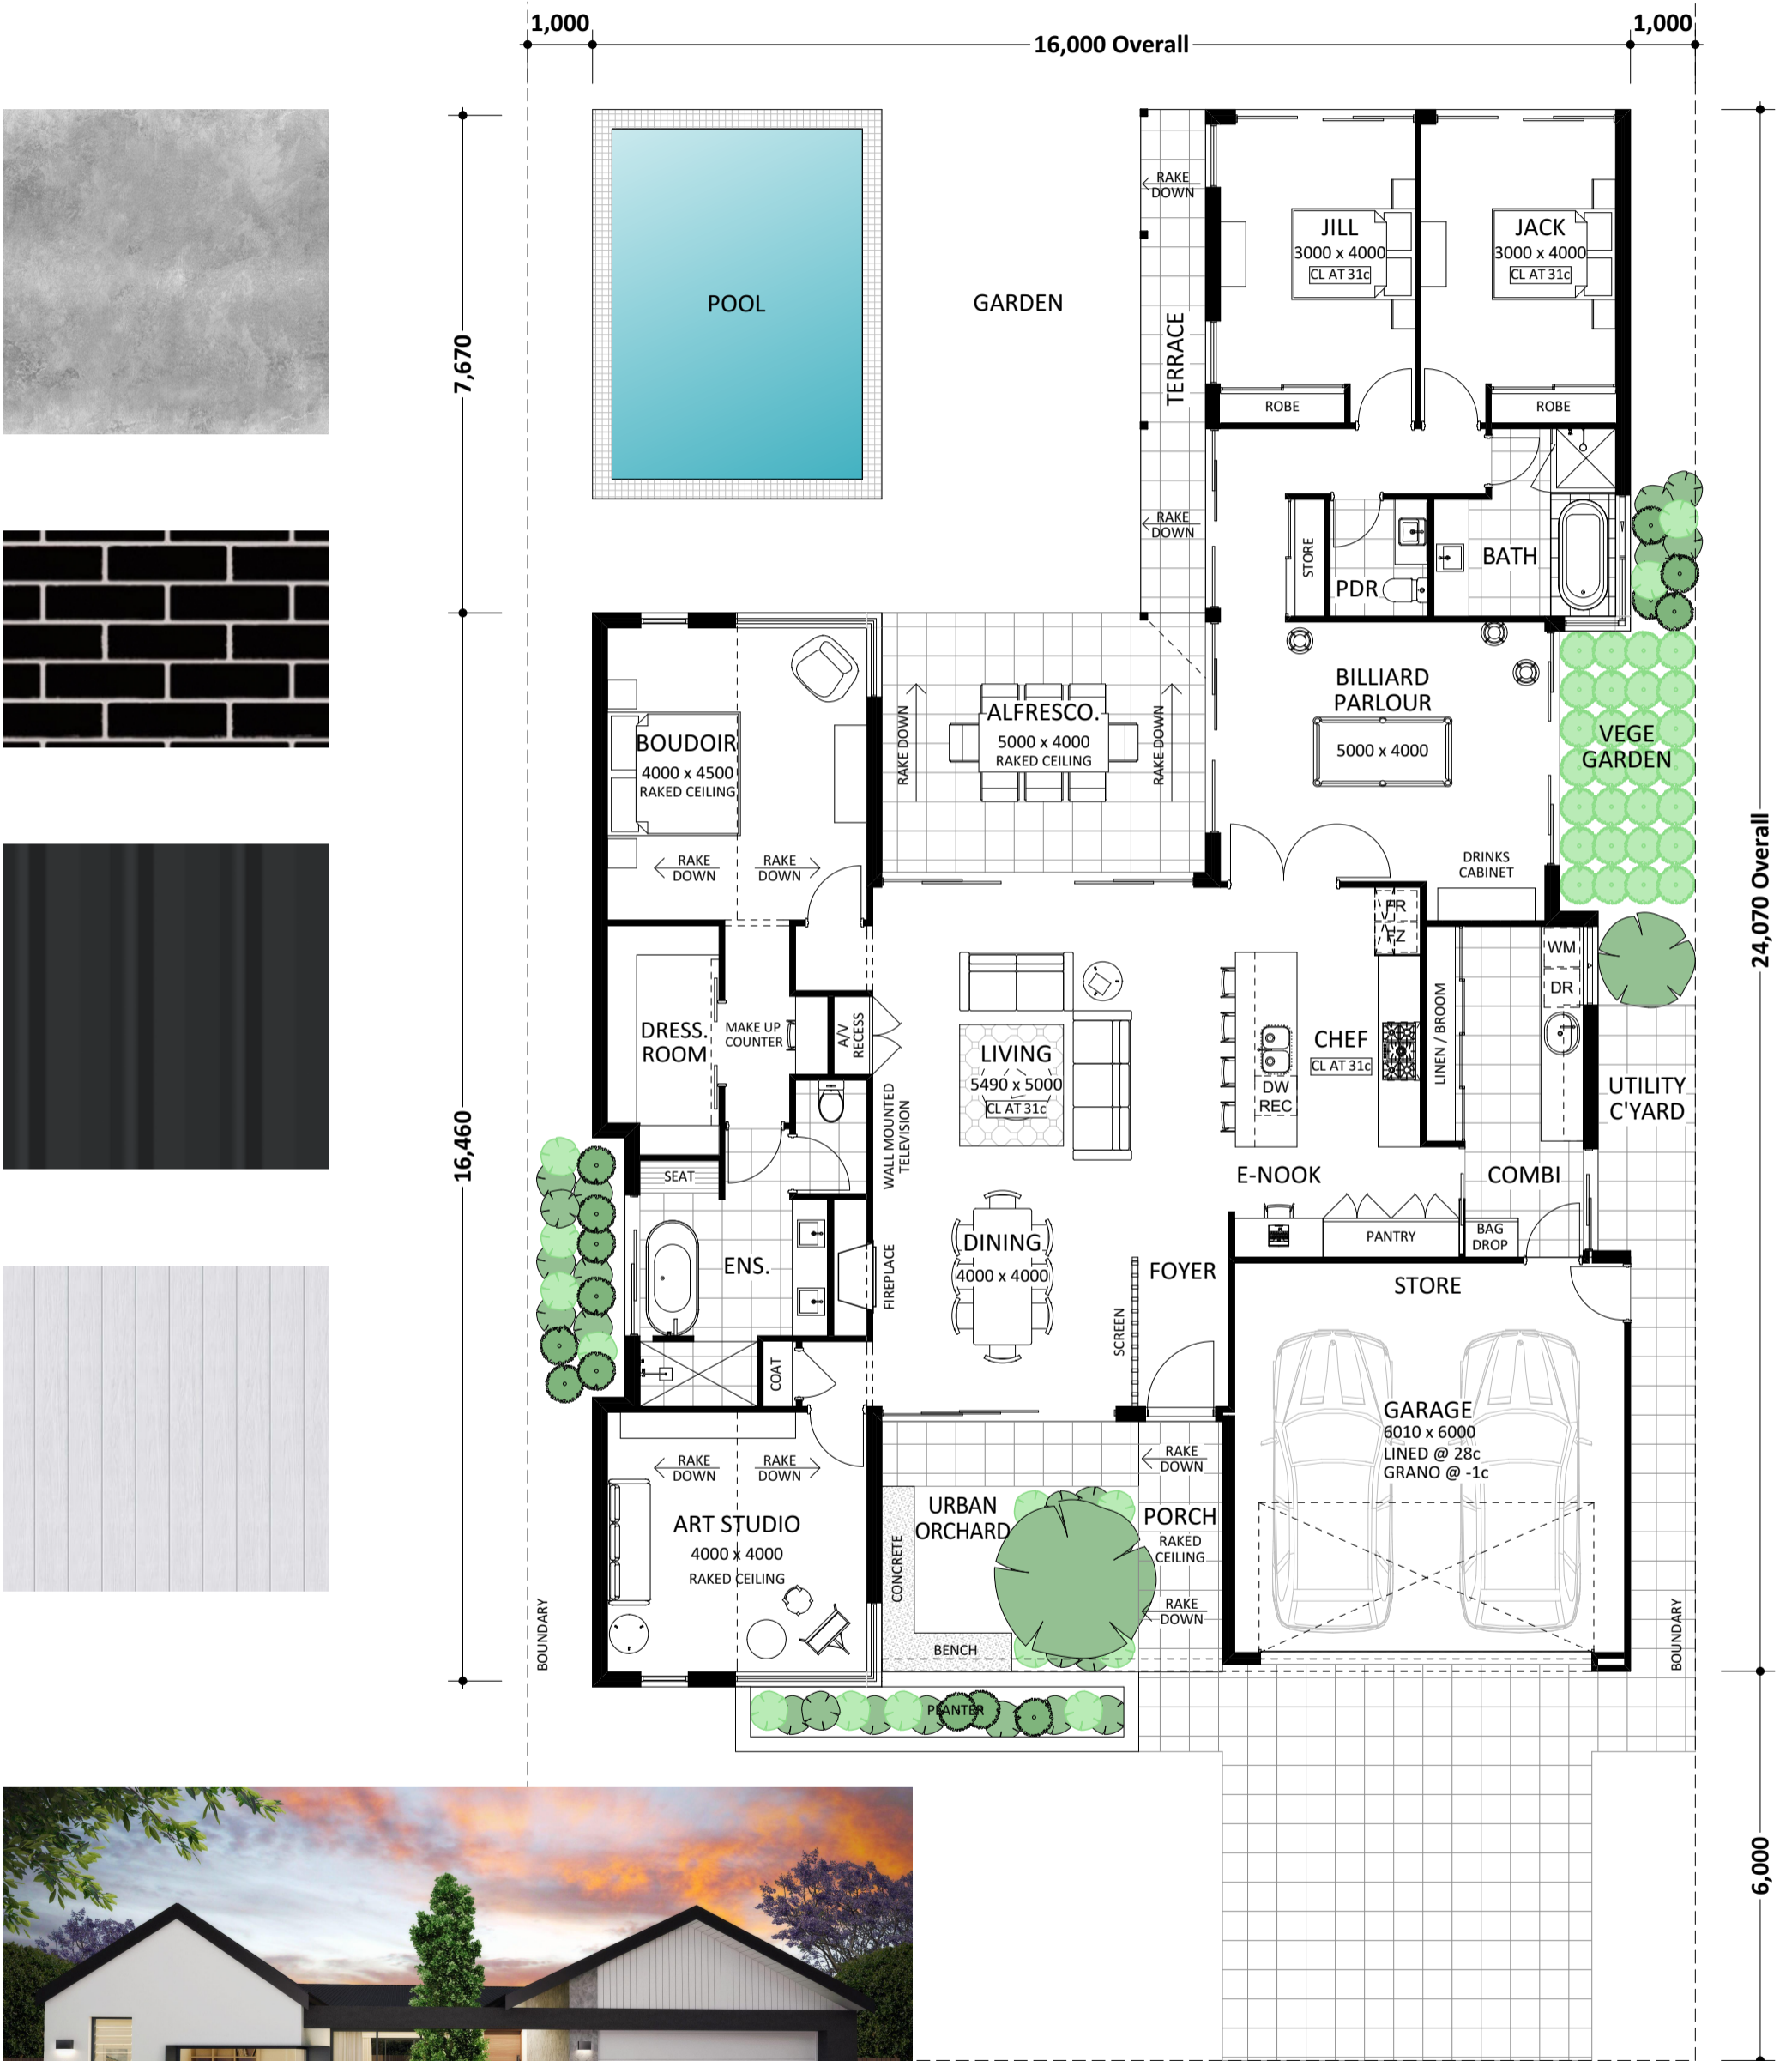 1,000
16,000 Overall
1,000
7,670
16,460
24,070 Overall
6,000
POOL
GARDEN
TERRACE
RAKE
DOWN
RAKE
DOWN
JILL
3000 x 4000
CL AT 31c
JACK
3000 x 4000
CL AT 31c
ROBE
ROBE
STORE
PDR
BATH
BOUDOIR
4000 x 4500
RAKED CEILING
RAKE
DOWN
RAKE
DOWN
RAKE DOWN
ALFRESCO.
5000 x 4000
RAKED CEILING
RAKE DOWN
BILLIARD
PARLOUR
5000 x 4000
DRINKS
CABINET
VEGE
GARDEN
DRESS.
ROOM
MAKE UP
COUNTER
A/V
RECESS
LIVING
5490 x 5000
CL AT 31c
WALL MOUNTED
TELEVISION
FR
FZ
CHEF
CL AT 31c
DW
REC
LINEN / BROOM
WM
DR
UTILITY
C'YARD
SEAT
ENS.
FIREPLACE
DINING
4000 x 4000
E-NOOK
PANTRY
COMBI
BAG
DROP
FOYER
SCREEN
STORE
COAT
GARAGE
6010 x 6000
LINED @ 28c
GRANO @ -1c
RAKE
DOWN
RAKE
DOWN
ART STUDIO
4000 x 4000
RAKED CEILING
URBAN
ORCHARD
CONCRETE
BENCH
RAKE
DOWN
PORCH
RAKED
CEILING
RAKE
DOWN
BOUNDARY
BOUNDARY
PLANTER